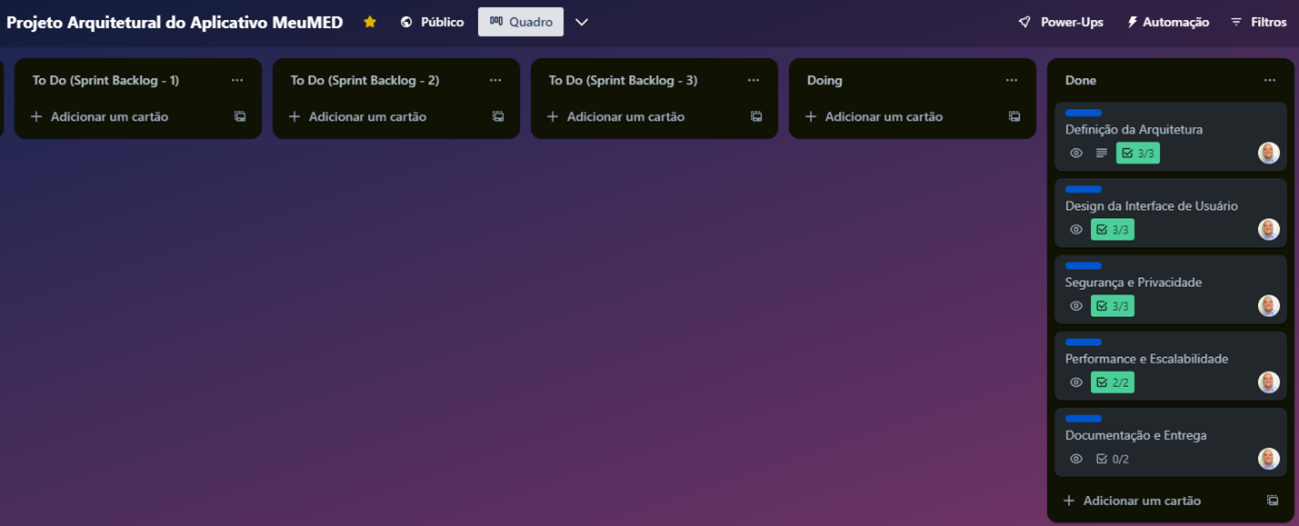 Projeto Arquitetural do Aplicativo MeuMED Público Quadro Power-Ups Automação Filtros
To Do (Sprint Backlog - 1)
Adicionar um cartão
To Do (Sprint Backlog - 2)
Adicionar um cartão
To Do (Sprint Backlog - 3)
Adicionar um cartão
Doing
Adicionar um cartão
Done
Definição da Arquitetura
3/3
Design da Interface de Usuário
3/3
Segurança e Privacidade
3/3
Performance e Escalabilidade
2/2
Documentação e Entrega
0/2
Adicionar um cartão